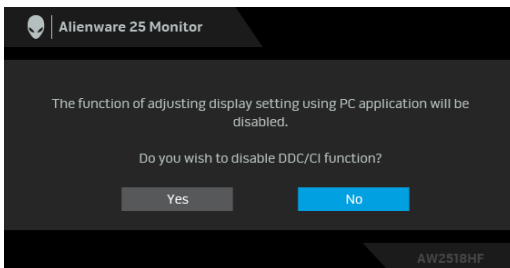 Alienware 25 Monitor
The function of adjusting display setting using PC application will be
disabled.
Do you wish to disable DDC/CI function?
Yes No
AW2518HF